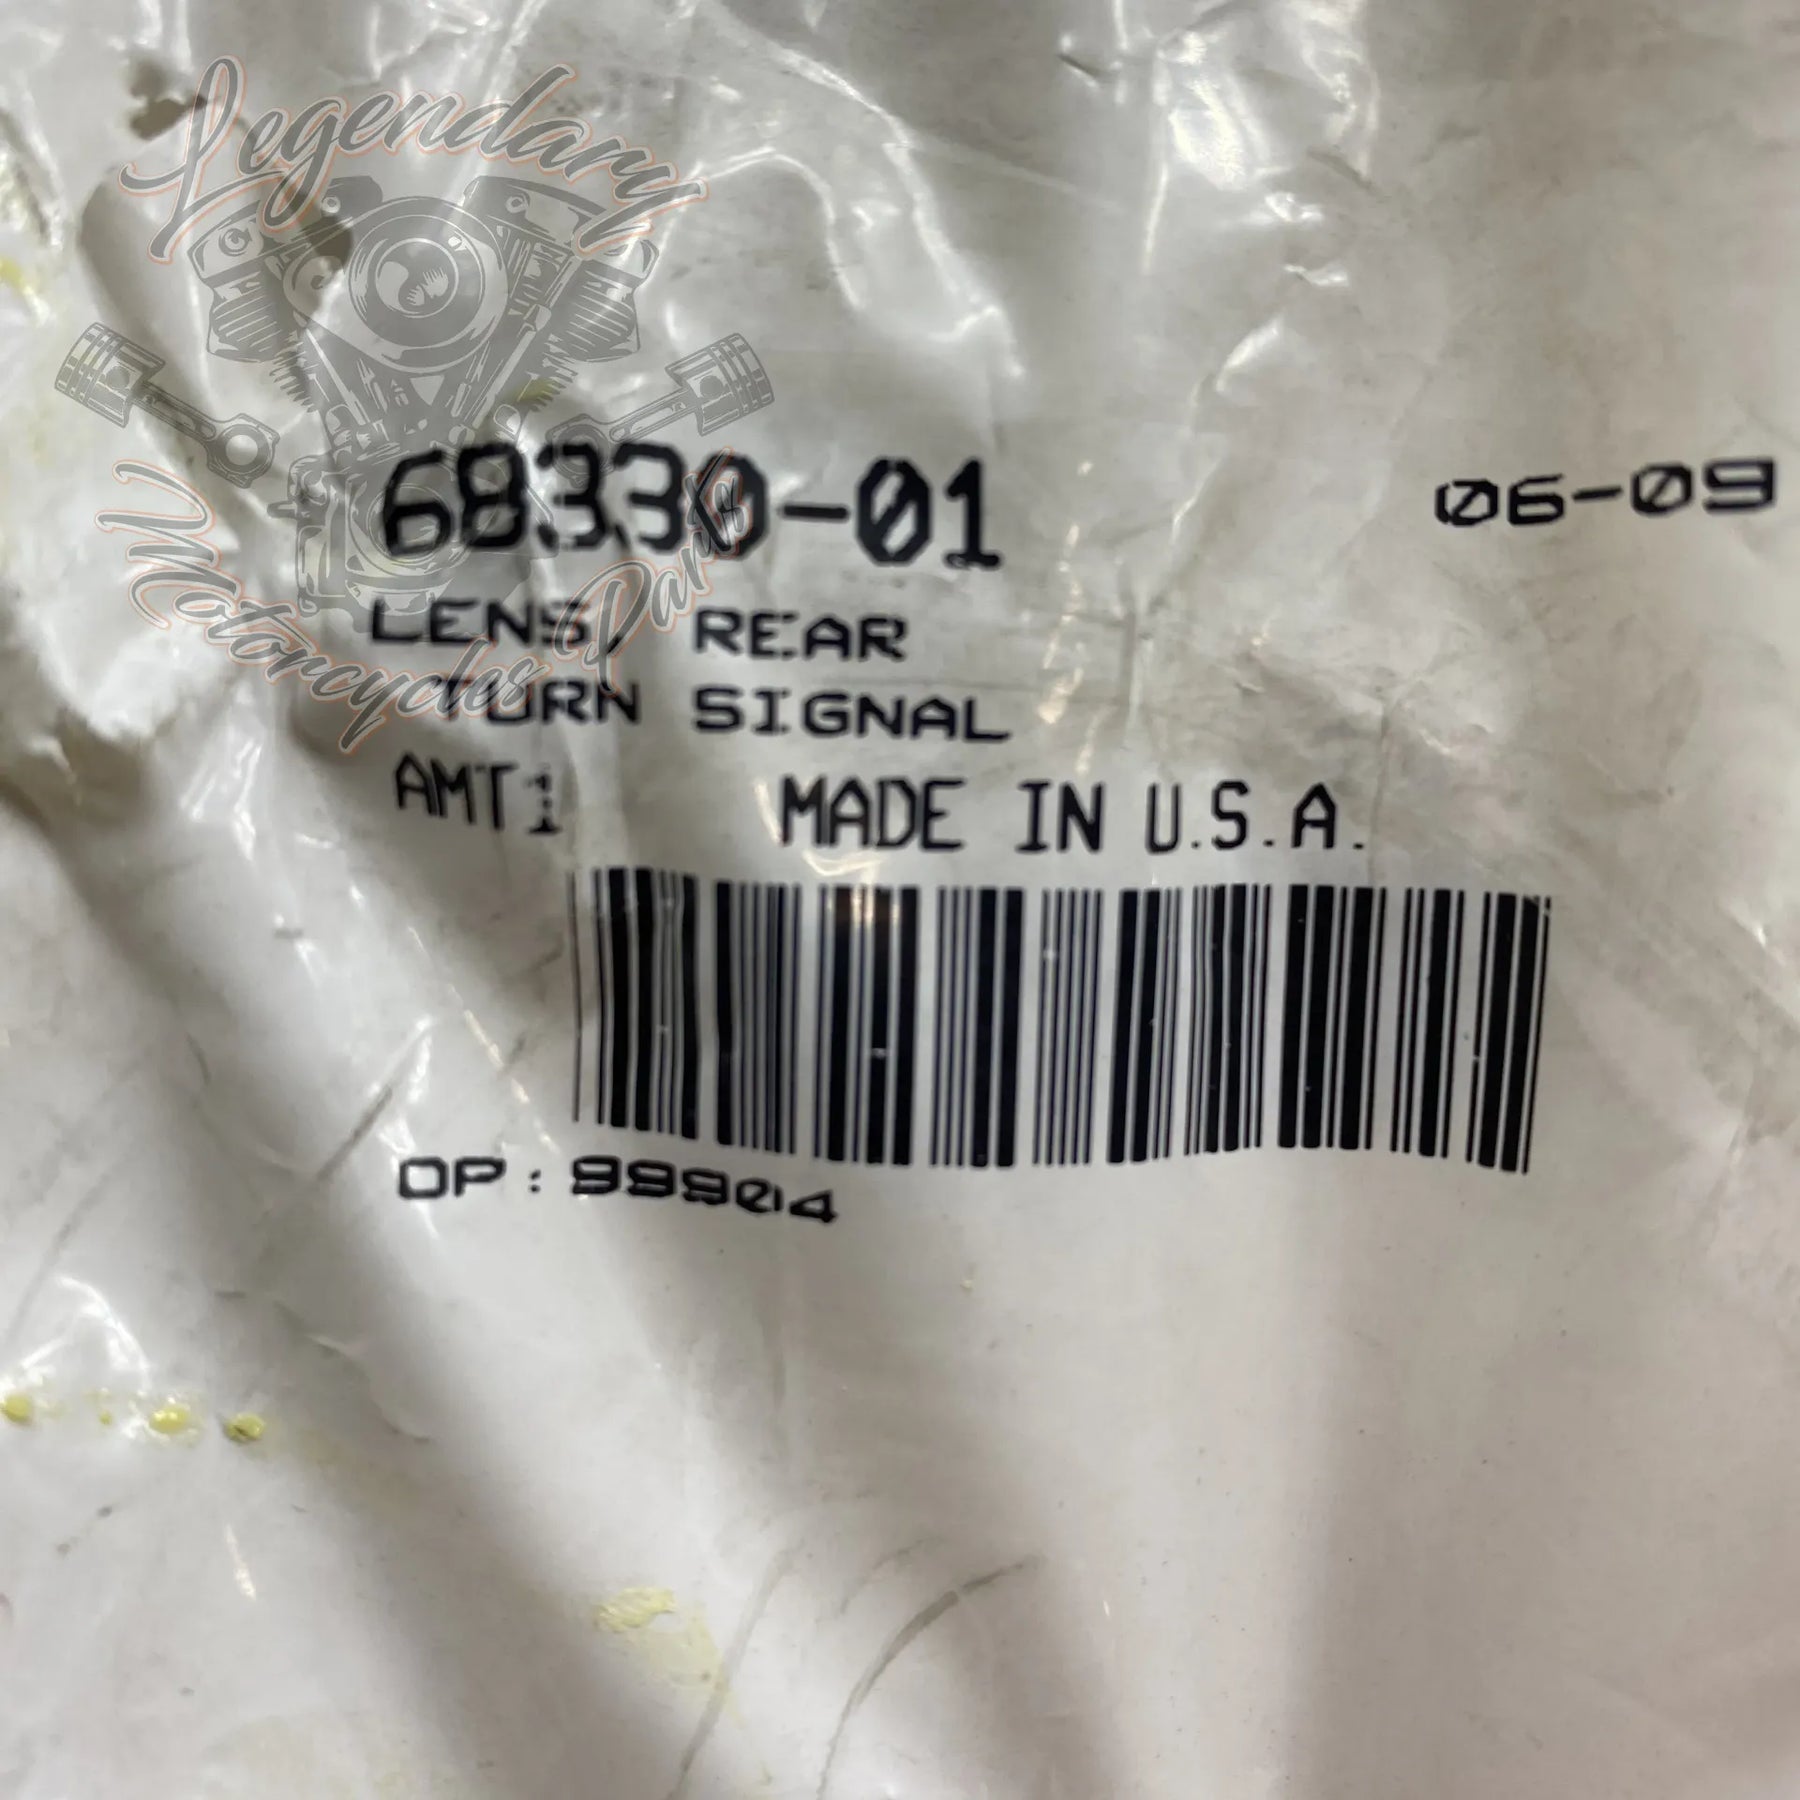 Legendary
Motorcycles Parts
68330-01 06-09
LENS, REAR
TURN SIGNAL
AMT1 MADE IN U.S.A.
OP: 99904